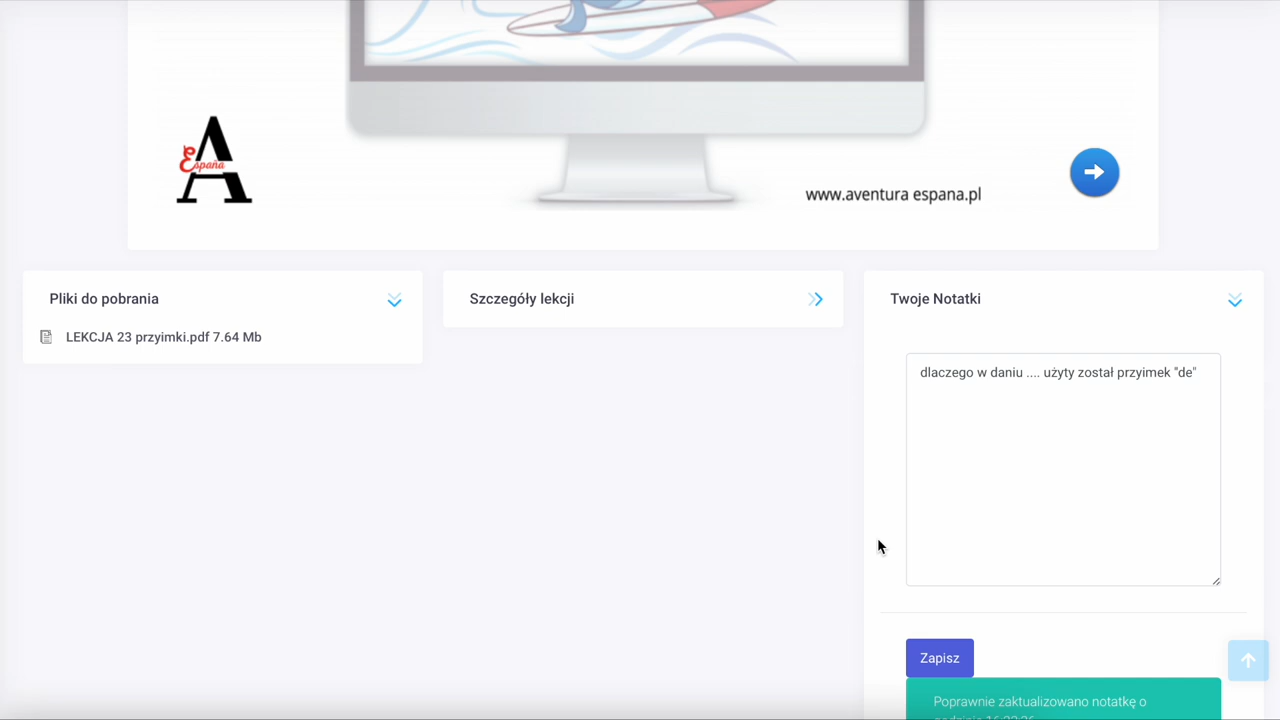 A
España
www.aventura espana.pl
Pliki do pobrania
LEKCJA 23 przyimki.pdf 7.64 Mb
Szczegóły lekcji
Twoje Notatki
dlaczego w daniu .... użyty został przyimek "de"
Zapisz
Poprawnie zaktualizowano notatkę o